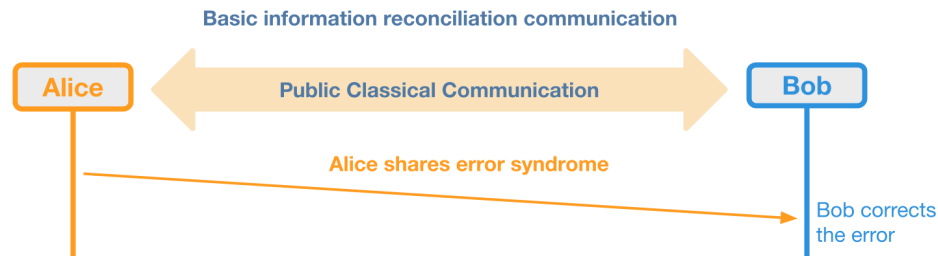 Basic information reconciliation communication
Alice
Public Classical Communication
Bob
Alice shares error syndrome
Bob corrects
the error